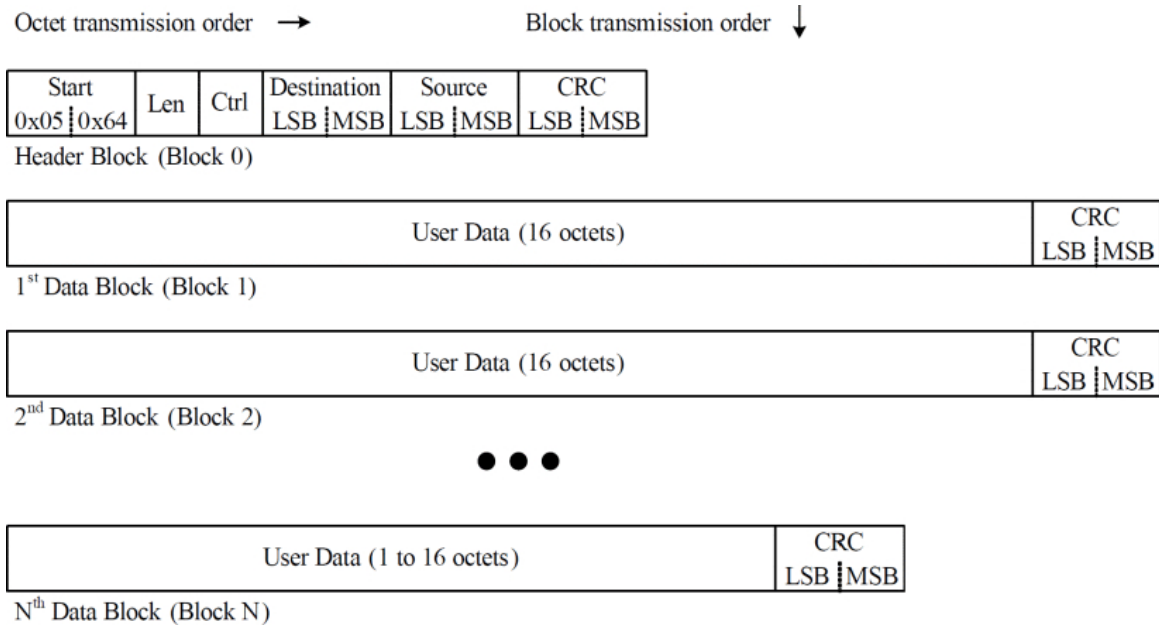 Octet transmission order → Block transmission order ↓
Start Len Ctrl Destination Source CRC
0x05 0x64 LSB MSB LSB MSB LSB MSB
Header Block (Block 0)
User Data (16 octets) CRC
LSB MSB
1st Data Block (Block 1)
User Data (16 octets) CRC
LSB MSB
2nd Data Block (Block 2)
● ● ●
User Data (1 to 16 octets) CRC
LSB MSB
Nth Data Block (Block N)